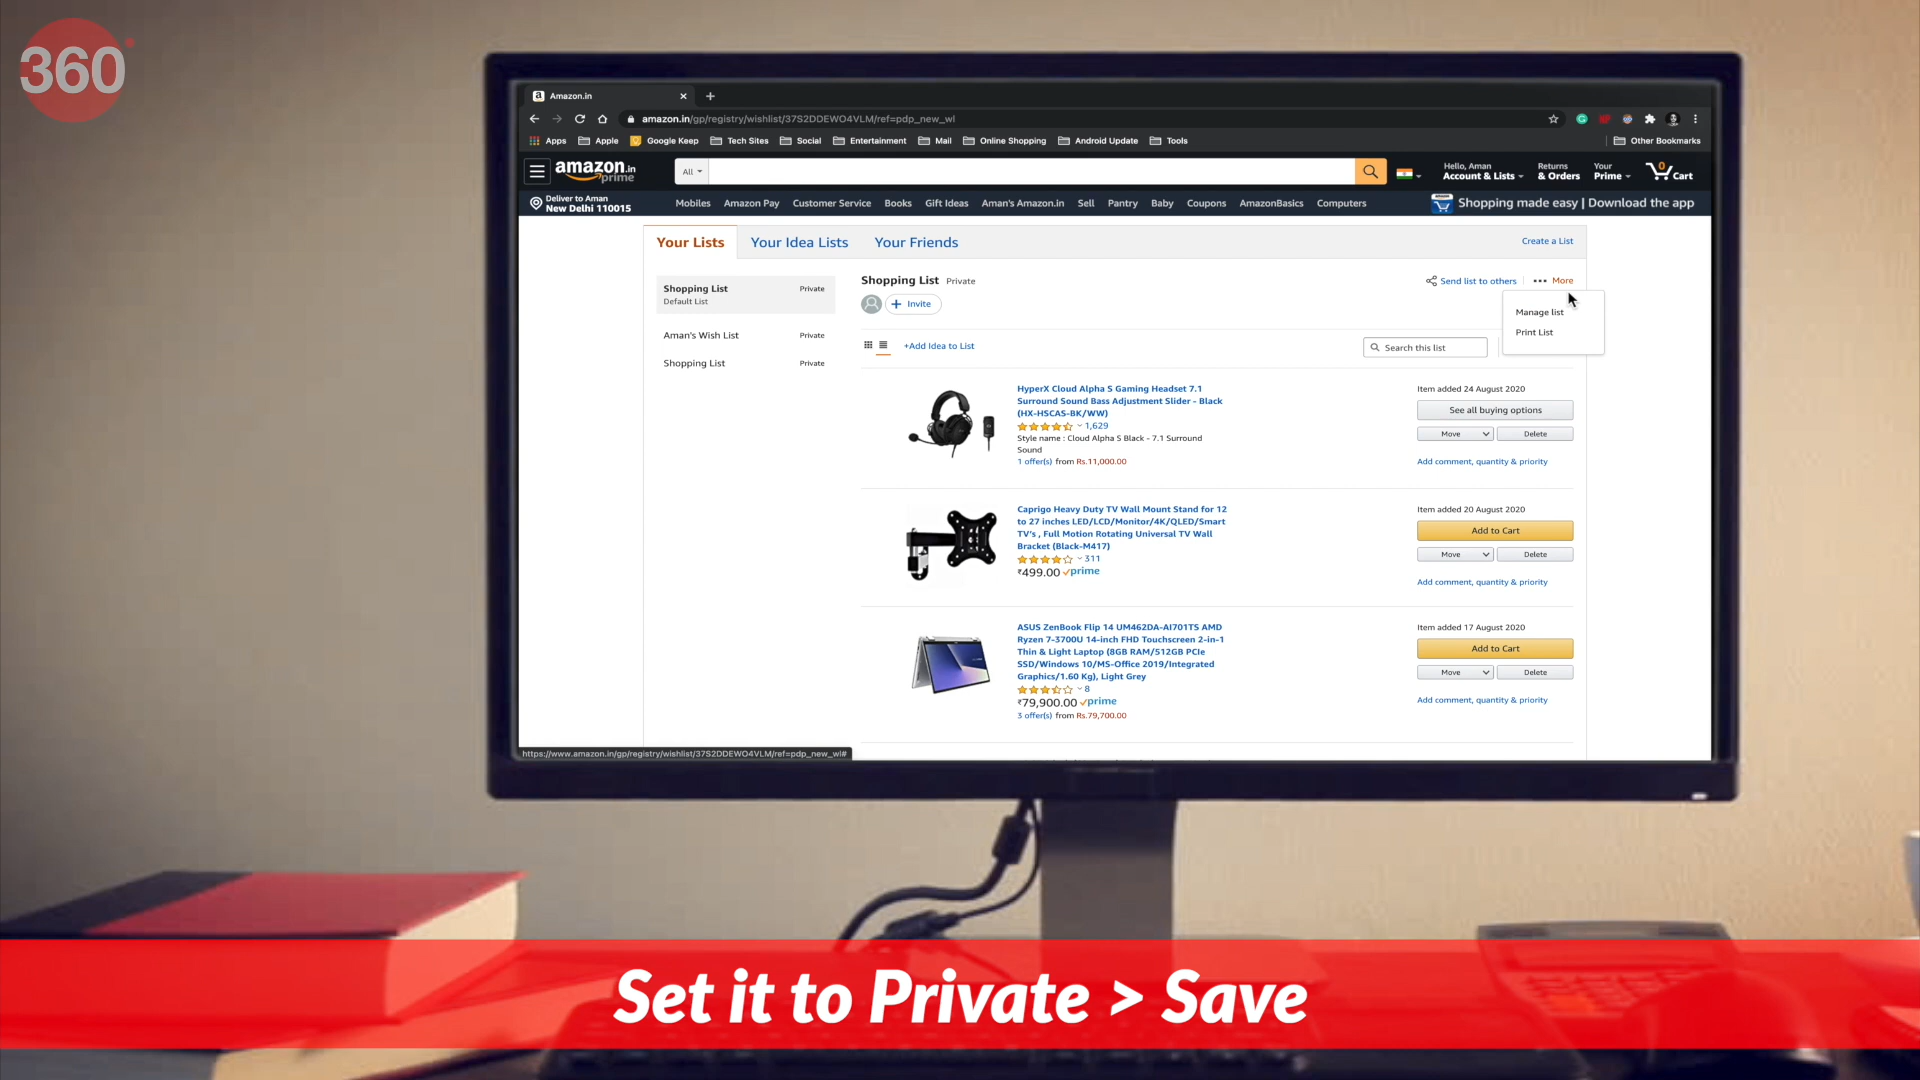 360
Amazon.in
amazon.in/gp/registry/wishlist/37S2DDEWO4VLM/ref=pdp_new_wl
Apps Apple Google Keep Tech Sites Social Entertainment Mail Online Shopping Android Update Tools Other Bookmarks
amazon.in
prime
All
Hello, Aman
Account & Lists
Returns
& Orders
Your
Prime
0
Cart
Deliver to Aman
New Delhi 110015
Mobiles Amazon Pay Customer Service Books Gift Ideas Aman's Amazon.in Sell Pantry Baby Coupons AmazonBasics Computers
Shopping made easy | Download the app
Your Lists Your Idea Lists Your Friends Create a List
Shopping List Private
Default List
Aman's Wish List Private
Shopping List Private
Shopping List Private
Send list to others ••• More
+ Invite
Manage list
Print List
+Add Idea to List
Search this list
HyperX Cloud Alpha S Gaming Headset 7.1
Surround Sound Bass Adjustment Slider - Black
(HX-HSCAS-BK/WW)
1,629
Style name : Cloud Alpha S Black - 7.1 Surround
Sound
1 offer(s) from Rs.11,000.00
Item added 24 August 2020
See all buying options
Move Delete
Add comment, quantity & priority
Caprigo Heavy Duty TV Wall Mount Stand for 12
to 27 inches LED/LCD/Monitor/4K/QLED/Smart
TV's , Full Motion Rotating Universal TV Wall
Bracket (Black-M417)
311
₹499.00 prime
Item added 20 August 2020
Add to Cart
Move Delete
Add comment, quantity & priority
ASUS ZenBook Flip 14 UM462DA-AI701TS AMD
Ryzen 7-3700U 14-inch FHD Touchscreen 2-in-1
Thin & Light Laptop (8GB RAM/512GB PCIe
SSD/Windows 10/MS-Office 2019/Integrated
Graphics/1.60 Kg), Light Grey
8
₹79,900.00 prime
3 offer(s) from Rs.79,700.00
Item added 17 August 2020
Add to Cart
Move Delete
Add comment, quantity & priority
https://www.amazon.in/gp/registry/wishlist/37S2DDEWO4VLM/ref=pdp_new_wl#
Set it to Private > Save